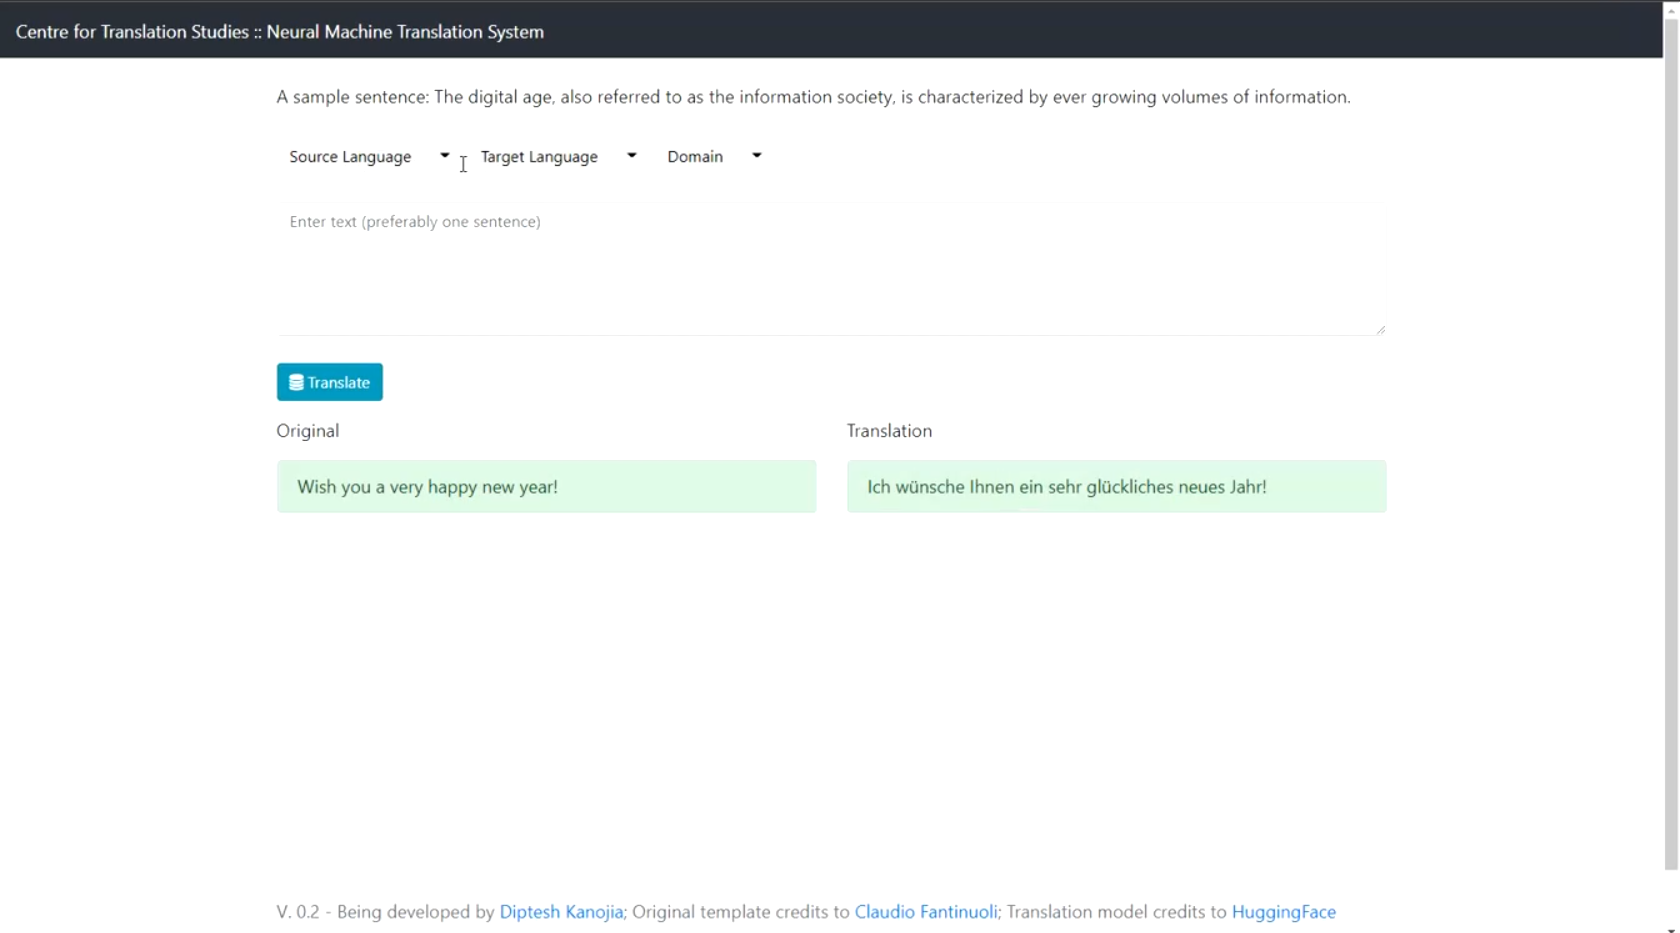 Centre for Translation Studies :: Neural Machine Translation System
A sample sentence: The digital age, also referred to as the information society, is characterized by ever growing volumes of information.
Source Language Target Language Domain
Enter text (preferably one sentence)
Translate
Original Translation
Wish you a very happy new year! Ich wünsche Ihnen ein sehr glückliches neues Jahr!
V. 0.2 - Being developed by Diptesh Kanojia; Original template credits to Claudio Fantinuoli; Translation model credits to HuggingFace